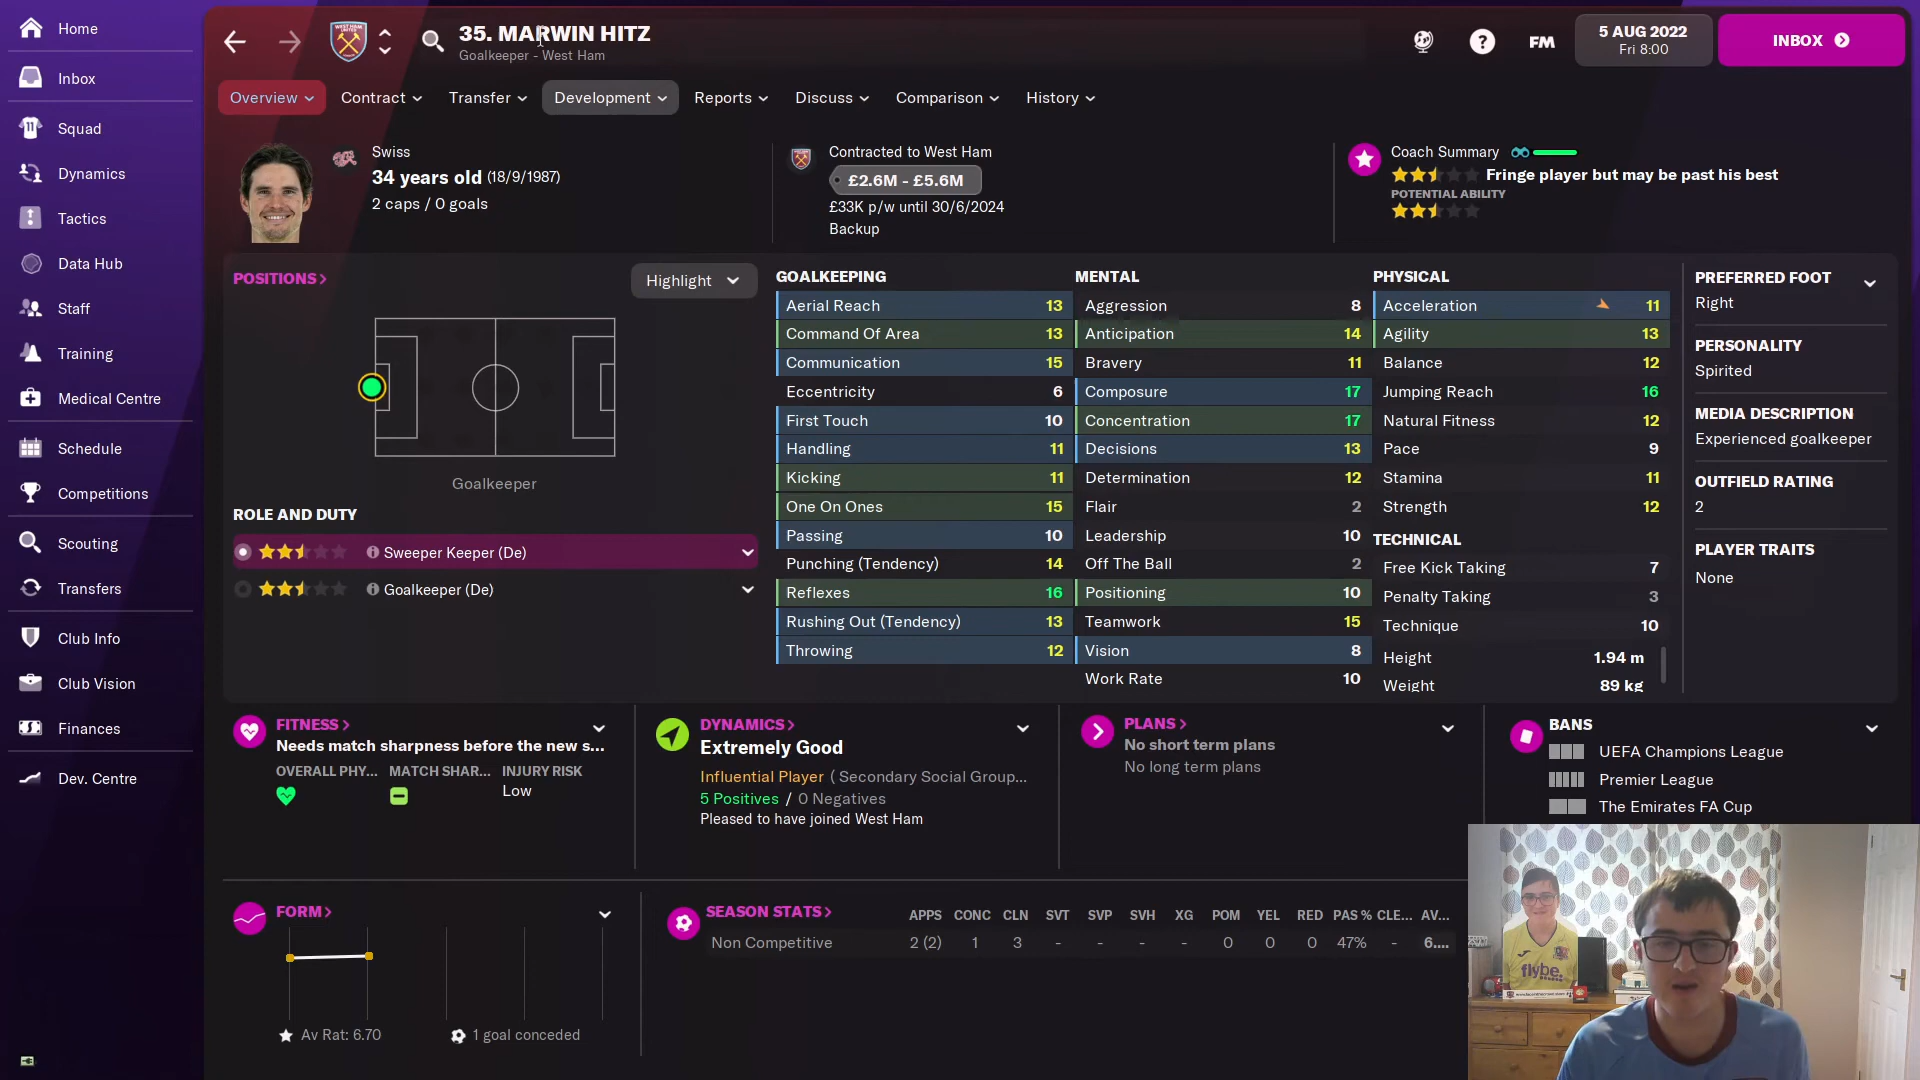 Home
Inbox
Squad
Dynamics
Tactics
Data Hub
Staff
Training
Medical Centre
Schedule
Competitions
Scouting
Transfers
Club Info
Club Vision
Finances
Dev. Centre
35. MARWIN HITZ
Goalkeeper - West Ham
FM
5 AUG 2022
Fri 8:00
INBOX
Overview
Contract
Transfer
Development
Reports
Discuss
Comparison
History
Swiss
34 years old (18/9/1987)
2 caps / 0 goals
Contracted to West Ham
£2.6M - £5.6M
£33K p/w until 30/6/2024
Backup
Coach Summary
Fringe player but may be past his best
POTENTIAL ABILITY
POSITIONS
Highlight
Goalkeeper
ROLE AND DUTY
Sweeper Keeper (De)
Goalkeeper (De)
GOALKEEPING
Aerial Reach 13
Command Of Area 13
Communication 15
Eccentricity 6
First Touch 10
Handling 11
Kicking 11
One On Ones 15
Passing 10
Punching (Tendency) 14
Reflexes 16
Rushing Out (Tendency) 13
Throwing 12
MENTAL
Aggression 8
Anticipation 14
Bravery 11
Composure 17
Concentration 17
Decisions 13
Determination 12
Flair 2
Leadership 10
Off The Ball 2
Positioning 10
Teamwork 15
Vision 8
Work Rate 10
PHYSICAL
Acceleration 11
Agility 13
Balance 12
Jumping Reach 16
Natural Fitness 12
Pace 9
Stamina 11
Strength 12
TECHNICAL
Free Kick Taking 7
Penalty Taking 3
Technique 10
Height 1.94 m
Weight 89 kg
PREFERRED FOOT
Right
PERSONALITY
Spirited
MEDIA DESCRIPTION
Experienced goalkeeper
OUTFIELD RATING
2
PLAYER TRAITS
None
FITNESS
Needs match sharpness before the new s...
OVERALL PHY... MATCH SHAR... INJURY RISK
Low
DYNAMICS
Extremely Good
Influential Player ( Secondary Social Group...
5 Positives / 0 Negatives
Pleased to have joined West Ham
PLANS
No short term plans
No long term plans
BANS
UEFA Champions League
Premier League
The Emirates FA Cup
FORM
Av Rat: 6.70
1 goal conceded
SEASON STATS
APPS CONC CLN SVT SVP SVH XG POM YEL RED PAS % CLE... AV...
Non Competitive 2 (2) 1 3 - - - - 0 0 0 47% - 6....
flybe.